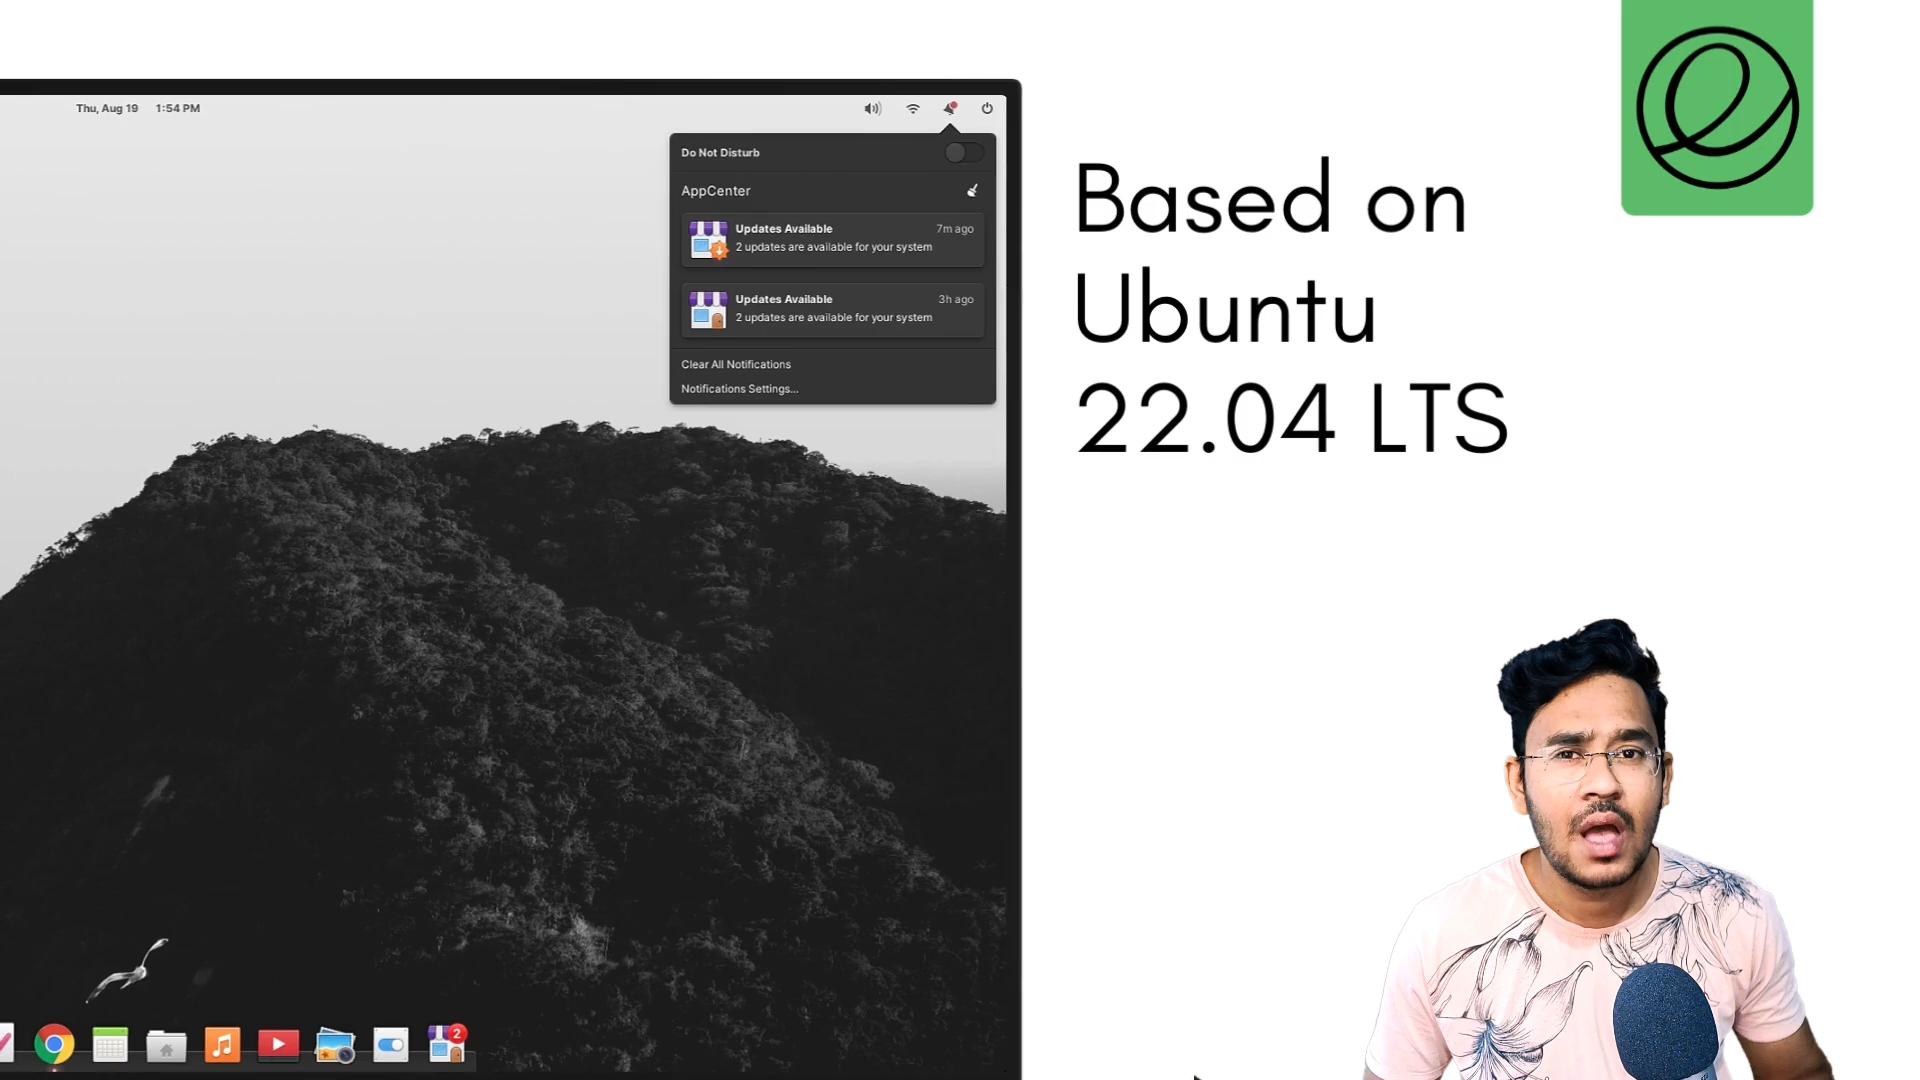 Thu, Aug 19 1:54 PM
Do Not Disturb
AppCenter
Updates Available 7m ago
2 updates are available for your system
Updates Available 3h ago
2 updates are available for your system
Clear All Notifications
Notifications Settings...
2
Based on
Ubuntu
22.04 LTS